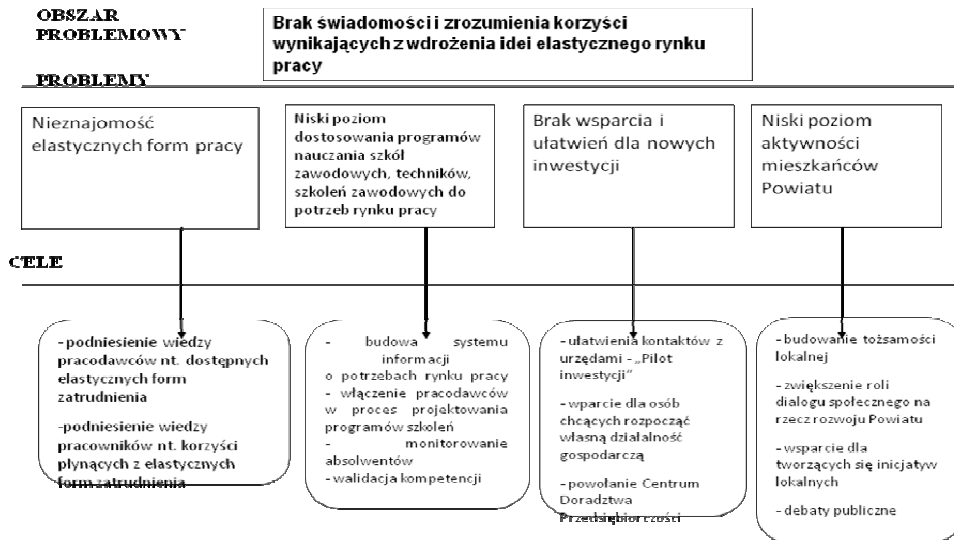 OBSZAR
PROBLEMOWY
Brak świadomości i zrozumienia korzyści
wynikających z wdrożenia idei elastycznego rynku
pracy
PROBLEMY
Nieznajomość
elastycznych form pracy
Niski poziom
dostosowania programów
nauczania szkół
zawodowych, techników,
szkoleń zawodowych do
potrzeb rynku pracy
Brak wsparcia i
ułatwień dla nowych
inwestycji
Niski poziom
aktywności
mieszkańców
Powiatu
CELE
- podniesienie wiedzy
pracodawców nt. dostępnych
elastycznych form
zatrudnienia
-podniesienie wiedzy
pracowników nt. korzyści
płynących z elastycznych
form zatrudnienia
- budowa systemu
informacji
o potrzebach rynku pracy
- włączenie pracodawców
w proces projektowania
programów szkoleń
- monitorowanie
absolwentów
- walidacja kompetencji
- ułatwienia kontaktów z
urzędami - „Pilot
inwestycji”
- wparcie dla osób
chcących rozpocząć
własną działalność
gospodarczą
- powołanie Centrum
Doradztwa
Przedsiębiorczości
- budowanie tożsamości
lokalnej
- zwiększenie roli
dialogu społecznego na
rzecz rozwoju Powiatu
- wsparcie dla
tworzących się inicjatyw
lokalnych
- debaty publiczne